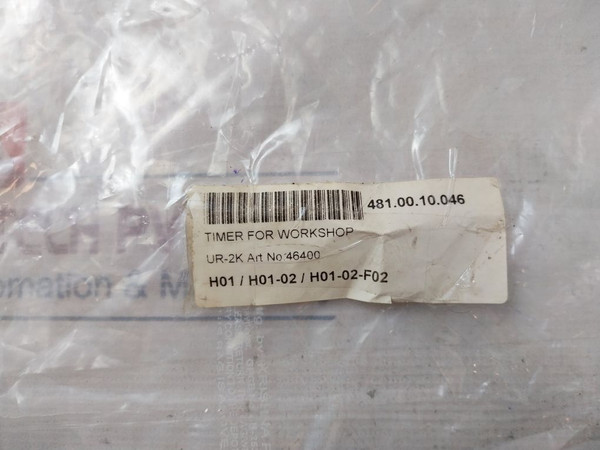 481.00.10.046
TIMER FOR WORKSHOP
UR-2K Art No 46400
H01 / H01-02 / H01-02-F02
& M